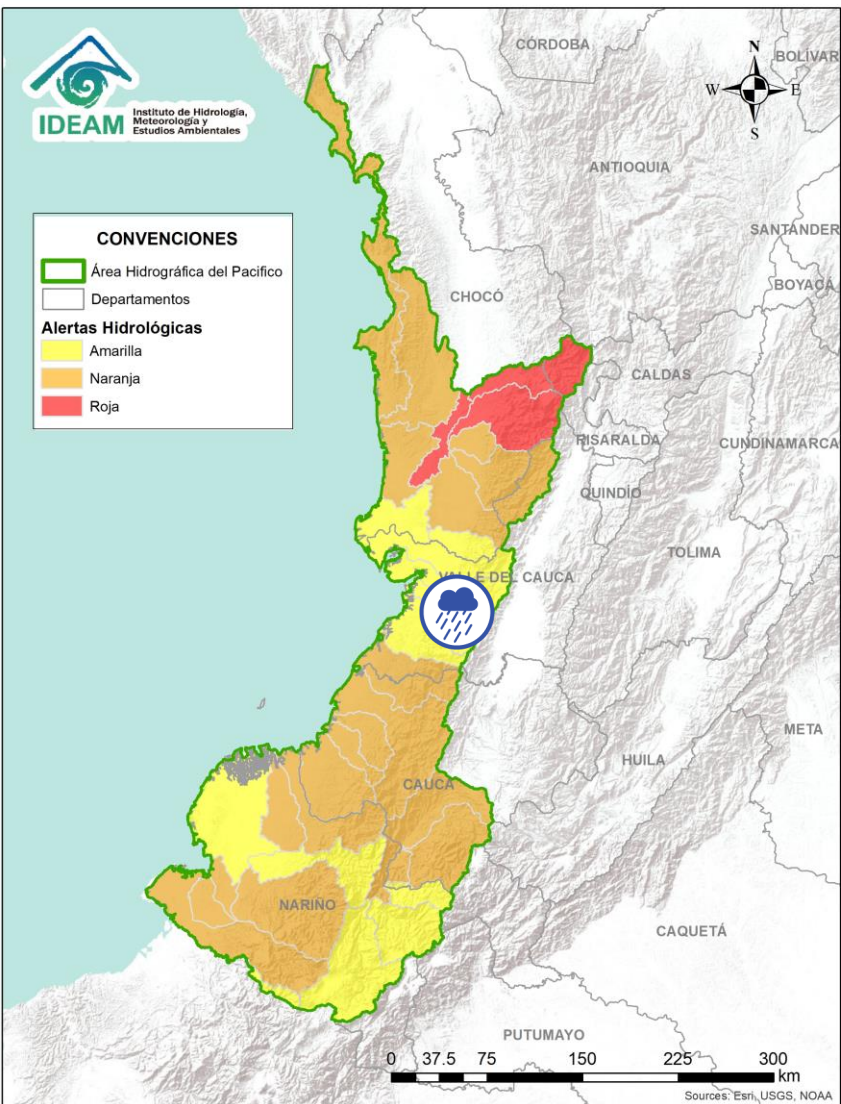 IDEAM
Instituto de Hidrología,
Meteorología y
Estudios Ambientales
CÓRDOBA
BOLÍVAR
N
W
E
S
ANTIOQUIA
SANTANDER
BOYACÁ
CONVENCIONES
Área Hidrográfica del Pacifico
Departamentos
Alertas Hidrológicas
Amarilla
Naranja
Roja
CHOCÓ
CALDAS
RISARALDA
CUNDINAMARCA
QUINDÍO
TOLIMA
VALLE DEL CAUCA
META
HUILA
CAUCA
NARIÑO
CAQUETÁ
PUTUMAYO
0 37.5 75 150 225 300
km
Sources: Esri, USGS, NOAA